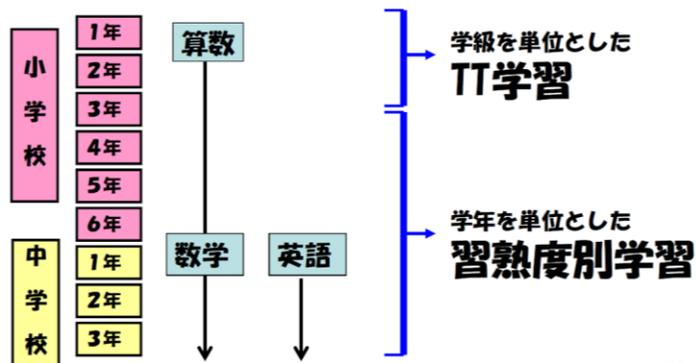 小学校
1年
2年
3年
4年
5年
6年
中学校
1年
2年
3年
算数
数学
英語
学級を単位とした
TT学習
学年を単位とした
習熟度別学習